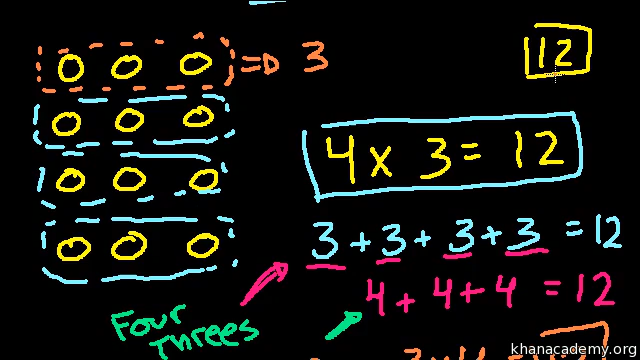 ⇒ 3
12
4 x 3 = 12
3 + 3 + 3 + 3 = 12
4 + 4 + 4 = 12
Four
Threes
khanacademy.org